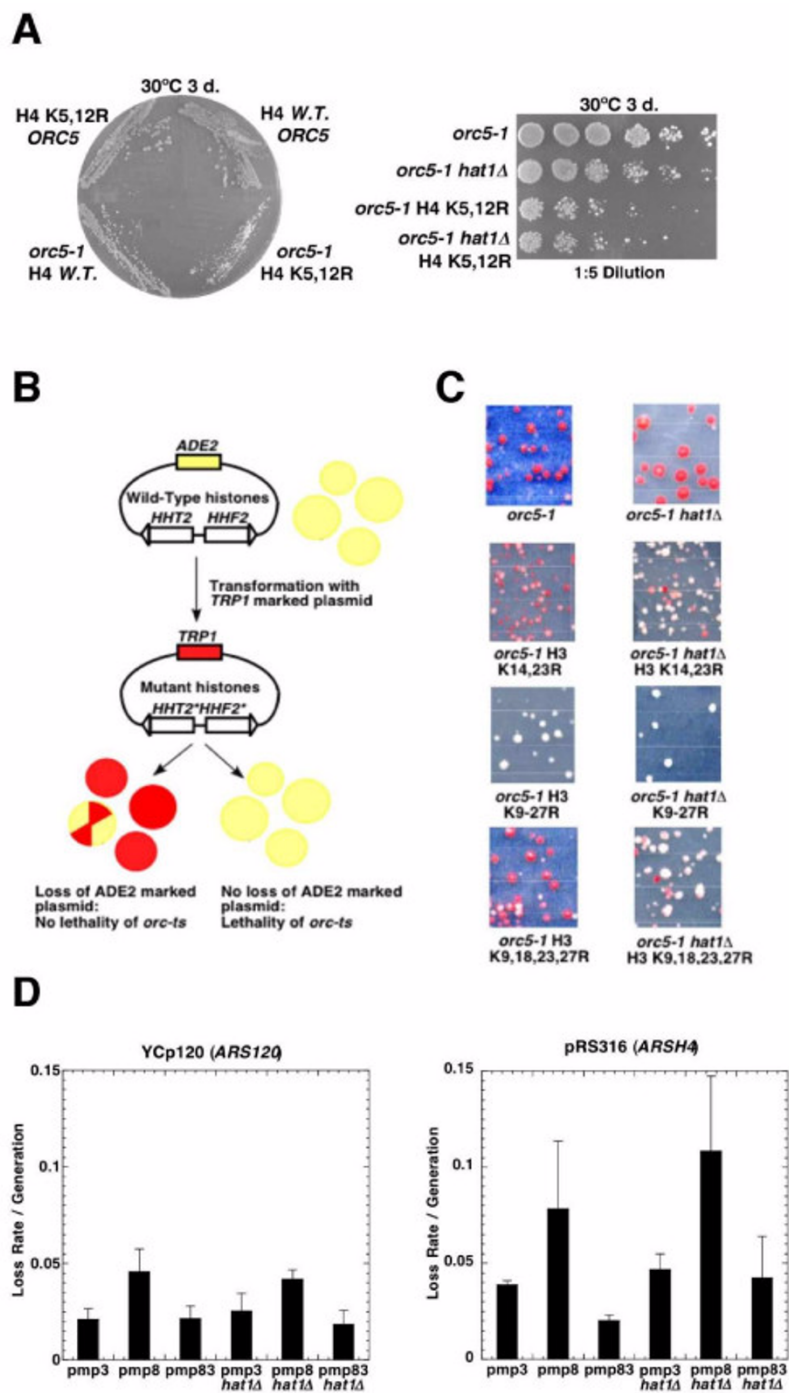 A
30°C 3 d.
H4 K5,12R
ORC5
H4 W.T.
ORC5
orc5-1
H4 W.T.
orc5-1
H4 K5,12R
30°C 3 d.
orc5-1
orc5-1 hat1Δ
orc5-1 H4 K5,12R
orc5-1 hat1Δ
H4 K5,12R
1:5 Dilution
B
ADE2
Wild-Type histones
HHT2 HHF2
Transformation with
TRP1 marked plasmid
TRP1
Mutant histones
HHT2*HHF2*
Loss of ADE2 marked
plasmid:
No lethality of orc-ts
No loss of ADE2 marked
plasmid:
Lethality of orc-ts
C
orc5-1
orc5-1 hat1Δ
orc5-1 H3
K14,23R
orc5-1 hat1Δ
H3 K14,23R
orc5-1 H3
K9-27R
orc5-1 hat1Δ
K9-27R
orc5-1 H3
K9,18,23,27R
orc5-1 hat1Δ
H3 K9,18,23,27R
D
YCp120 (ARS120)
Loss Rate / Generation
0.15
0.1
0.05
0
pmp3
pmp8
pmp83
pmp3
hat1Δ
pmp8
hat1Δ
pmp83
hat1Δ
pRS316 (ARSH4)
Loss Rate / Generation
0.15
0.1
0.05
0
pmp3
pmp8
pmp83
pmp3
hat1Δ
pmp8
hat1Δ
pmp83
hat1Δ